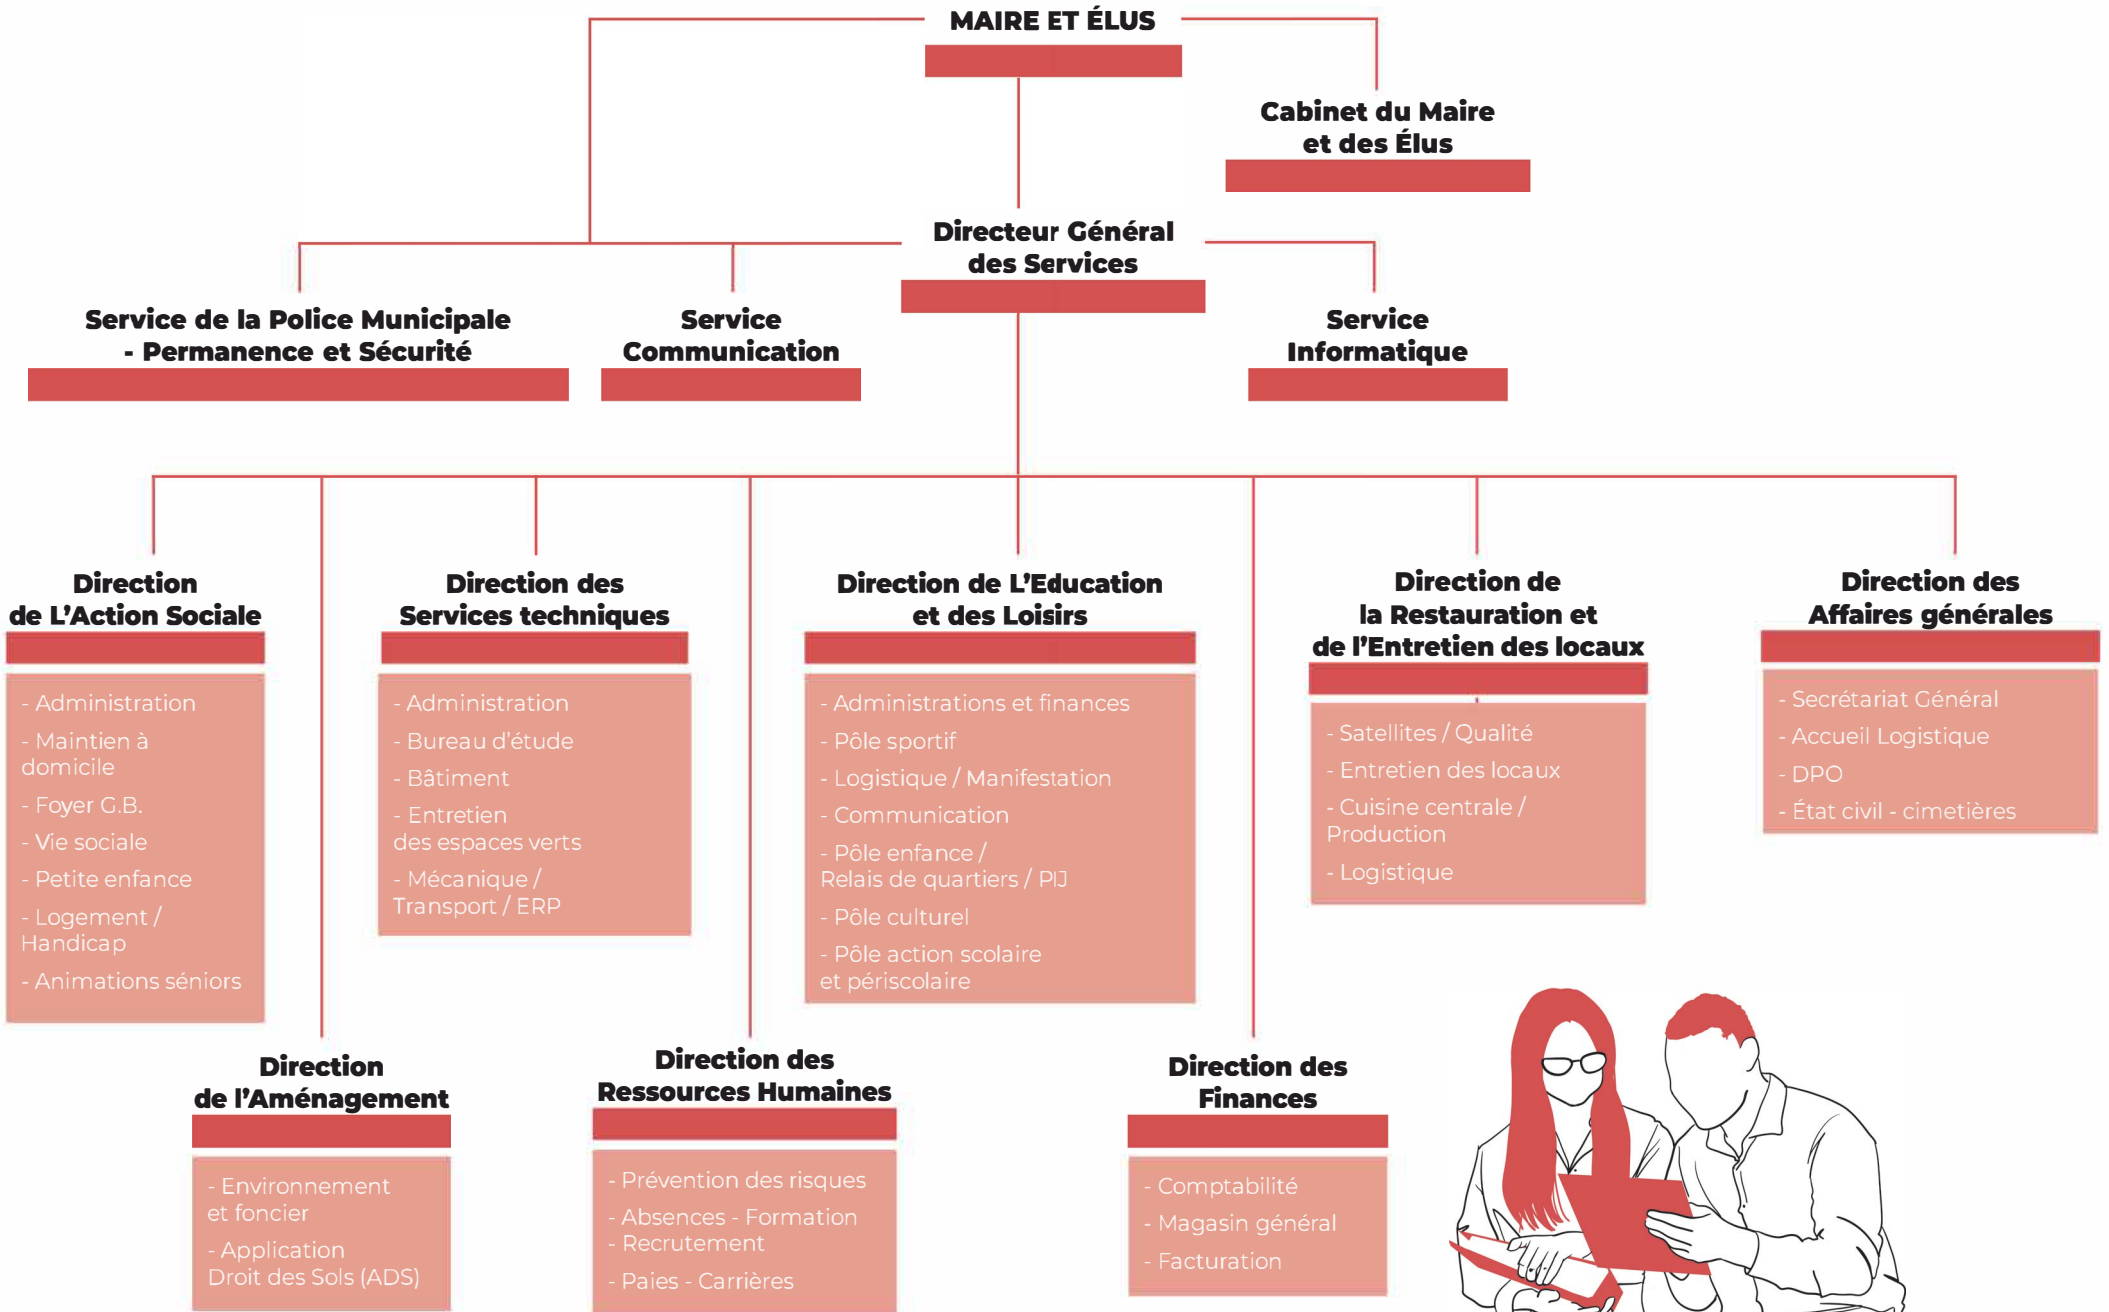 MAIRE ET ÉLUS
Cabinet du Maire
et des Élus
Directeur Général
des Services
Service de la Police Municipale
- Permanence et Sécurité
Service
Communication
Service
Informatique
Direction
de L'Action Sociale
- Administration
- Maintien à
domicile
- Foyer G.B.
- Vie sociale
- Petite enfance
- Logement /
Handicap
- Animations séniors
Direction des
Services techniques
- Administration
- Bureau d'étude
- Bâtiment
- Entretien
des espaces verts
- Mécanique /
Transport / ERP
Direction de L'Education
et des Loisirs
- Administrations et finances
- Pôle sportif
- Logistique / Manifestation
- Communication
- Pôle enfance /
Relais de quartiers / PIJ
- Pôle culturel
- Pôle action scolaire
et périscolaire
Direction de
la Restauration et
de l'Entretien des locaux
- Satellites / Qualité
- Entretien des locaux
- Cuisine centrale /
Production
- Logistique
Direction des
Affaires générales
- Secrétariat Général
- Accueil Logistique
- DPO
- État civil - cimetières
Direction
de l'Aménagement
- Environnement
et foncier
- Application
Droit des Sols (ADS)
Direction des
Ressources Humaines
- Prévention des risques
- Absences - Formation
- Recrutement
- Paies - Carrières
Direction des
Finances
- Comptabilité
- Magasin général
- Facturation